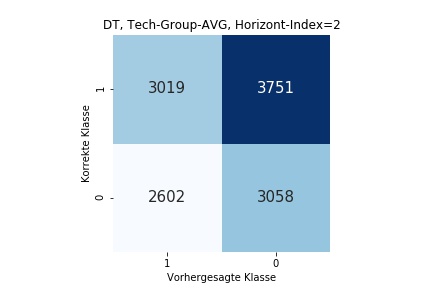 DT, Tech-Group-AVG, Horizont-Index=2
Korrekte Klasse
1
3019 3751
0
2602 3058
1 0
Vorhergesagte Klasse